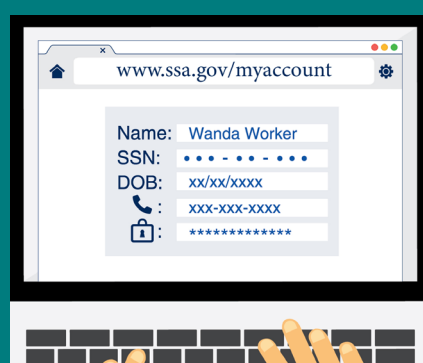 www.ssa.gov/myaccount
Name: Wanda Worker
SSN: •••-••-•••
DOB: xx/xx/xxxx
: xxx-xxx-xxxx
: *************